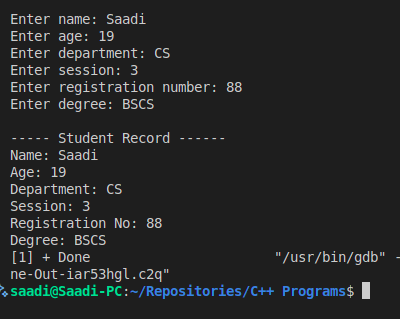 Enter name: Saadi
Enter age: 19
Enter department: CS
Enter session: 3
Enter registration number: 88
Enter degree: BSCS

----- Student Record ------
Name: Saadi
Age: 19
Department: CS
Session: 3
Registration No: 88
Degree: BSCS
[1] + Done                       "/usr/bin/gdb" -
ne-Out-iar53hgl.c2q"
saadi@Saadi-PC:~/Repositories/C++ Programs$